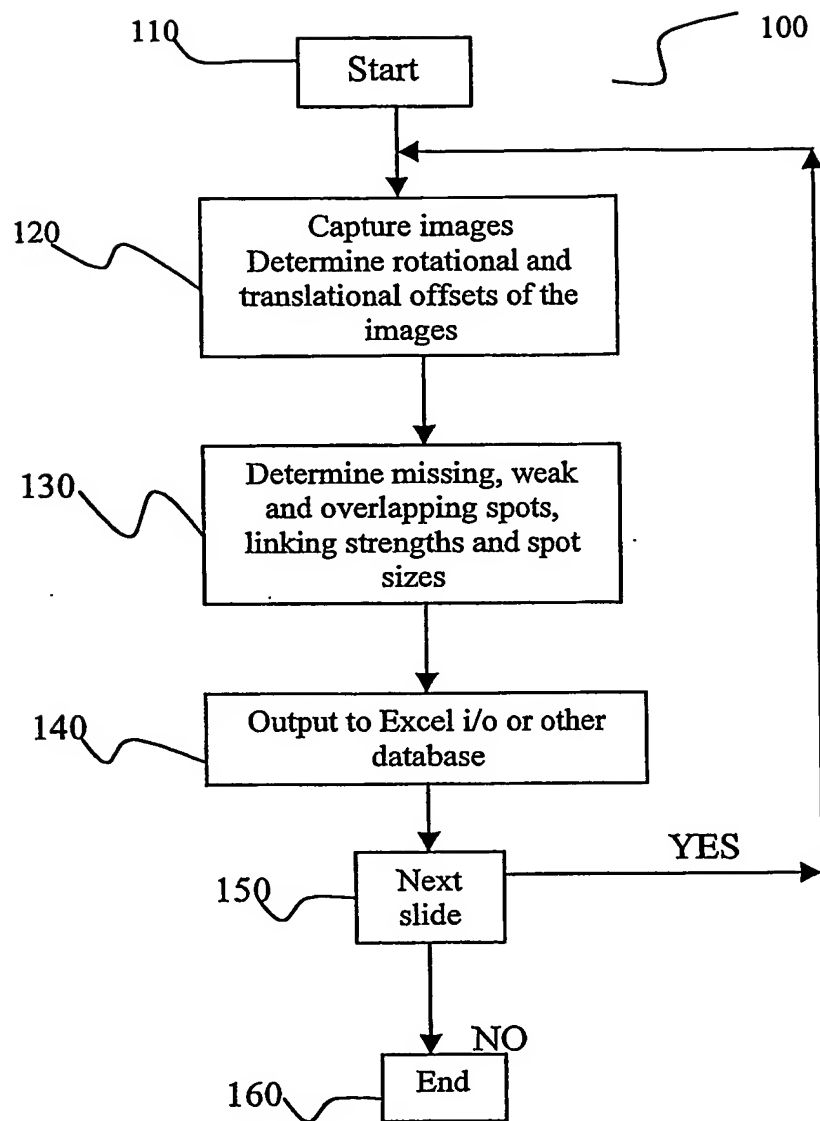 110
Start
100
120
Capture images
Determine rotational and
translational offsets of the
images
130
Determine missing, weak
and overlapping spots,
linking strengths and spot
sizes
140
Output to Excel i/o or other
database
YES
150
Next
slide
NO
160
End